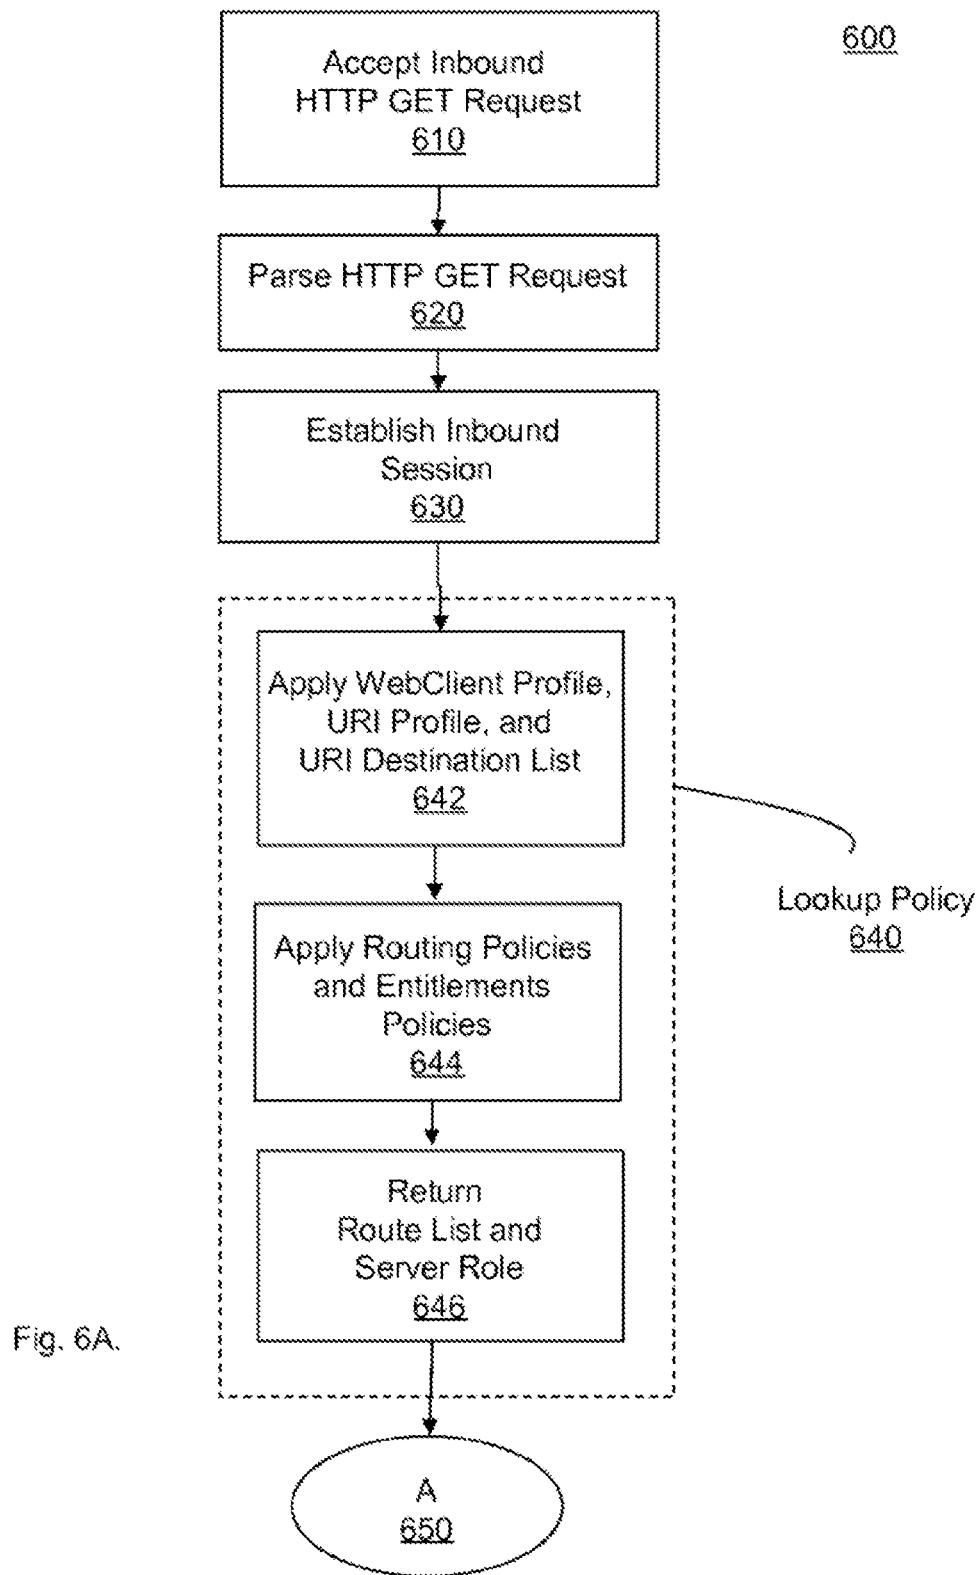 600
Accept Inbound
HTTP GET Request
610
Parse HTTP GET Request
620
Establish Inbound
Session
630
Apply WebClient Profile,
URI Profile, and
URI Destination List
642
Lookup Policy
640
Apply Routing Policies
and Entitlements
Policies
644
Return
Route List and
Server Role
646
Fig. 6A.
A
650